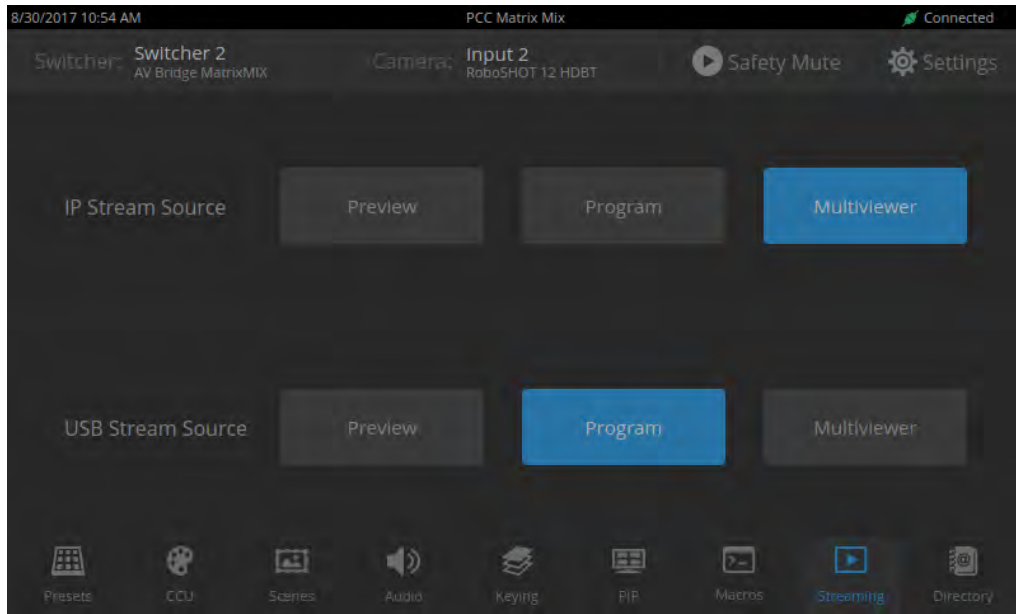 8/30/2017 10:54 AM PCC Matrix Mix Connected
Switcher: Switcher 2 Camera: Input 2 Safety Mute Settings
AV Bridge MatrixMIX RoboSHOT 12 HDBT
IP Stream Source Preview Program Multiviewer
USB Stream Source Preview Program Multiviewer
Presets CCU Scenes Audio Keying PIP Macros Streaming Directory